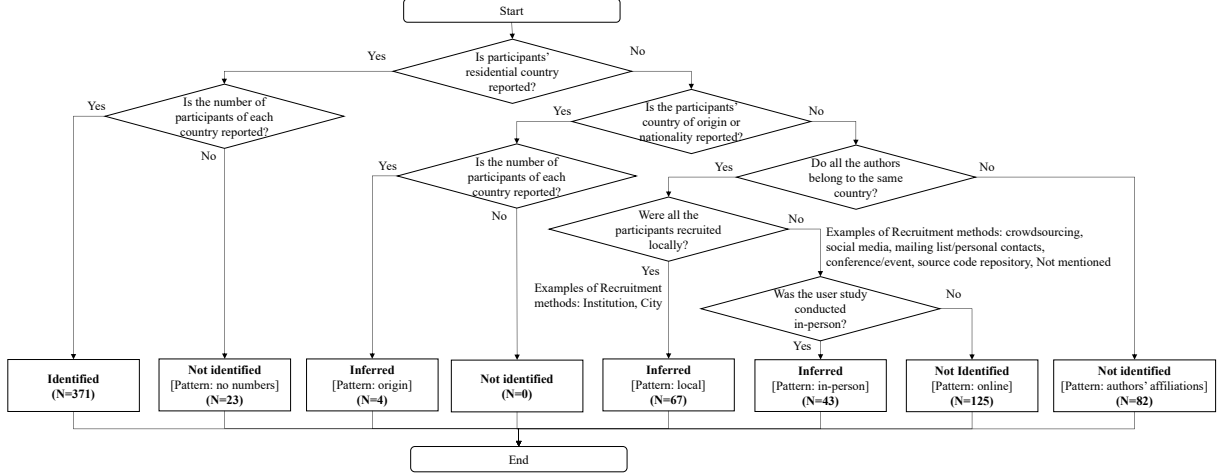 Start
Yes
No
Is participants'
residential country
reported?
Yes
Is the number of
participants of each
country reported?
No
Yes
Is the participants'
country of origin or
nationality reported?
No
Yes
Is the number of
participants of each
country reported?
No
Yes
Do all the authors
belong to the same
country?
No
Were all the
participants recruited
locally?
No
Yes
Examples of Recruitment methods: crowdsourcing,
social media, mailing list/personal contacts,
conference/event, source code repository, Not mentioned
Examples of Recruitment
methods: Institution, City
Was the user study
conducted
in-person?
No
Yes
Identified
(N=371)
Not identified
[Pattern: no numbers]
(N=23)
Inferred
[Pattern: origin]
(N=4)
Not identified
(N=0)
Inferred
[Pattern: local]
(N=67)
Inferred
[Pattern: in-person]
(N=43)
Not Identified
[Pattern: online]
(N=125)
Not identified
[Pattern: authors' affiliations]
(N=82)
End